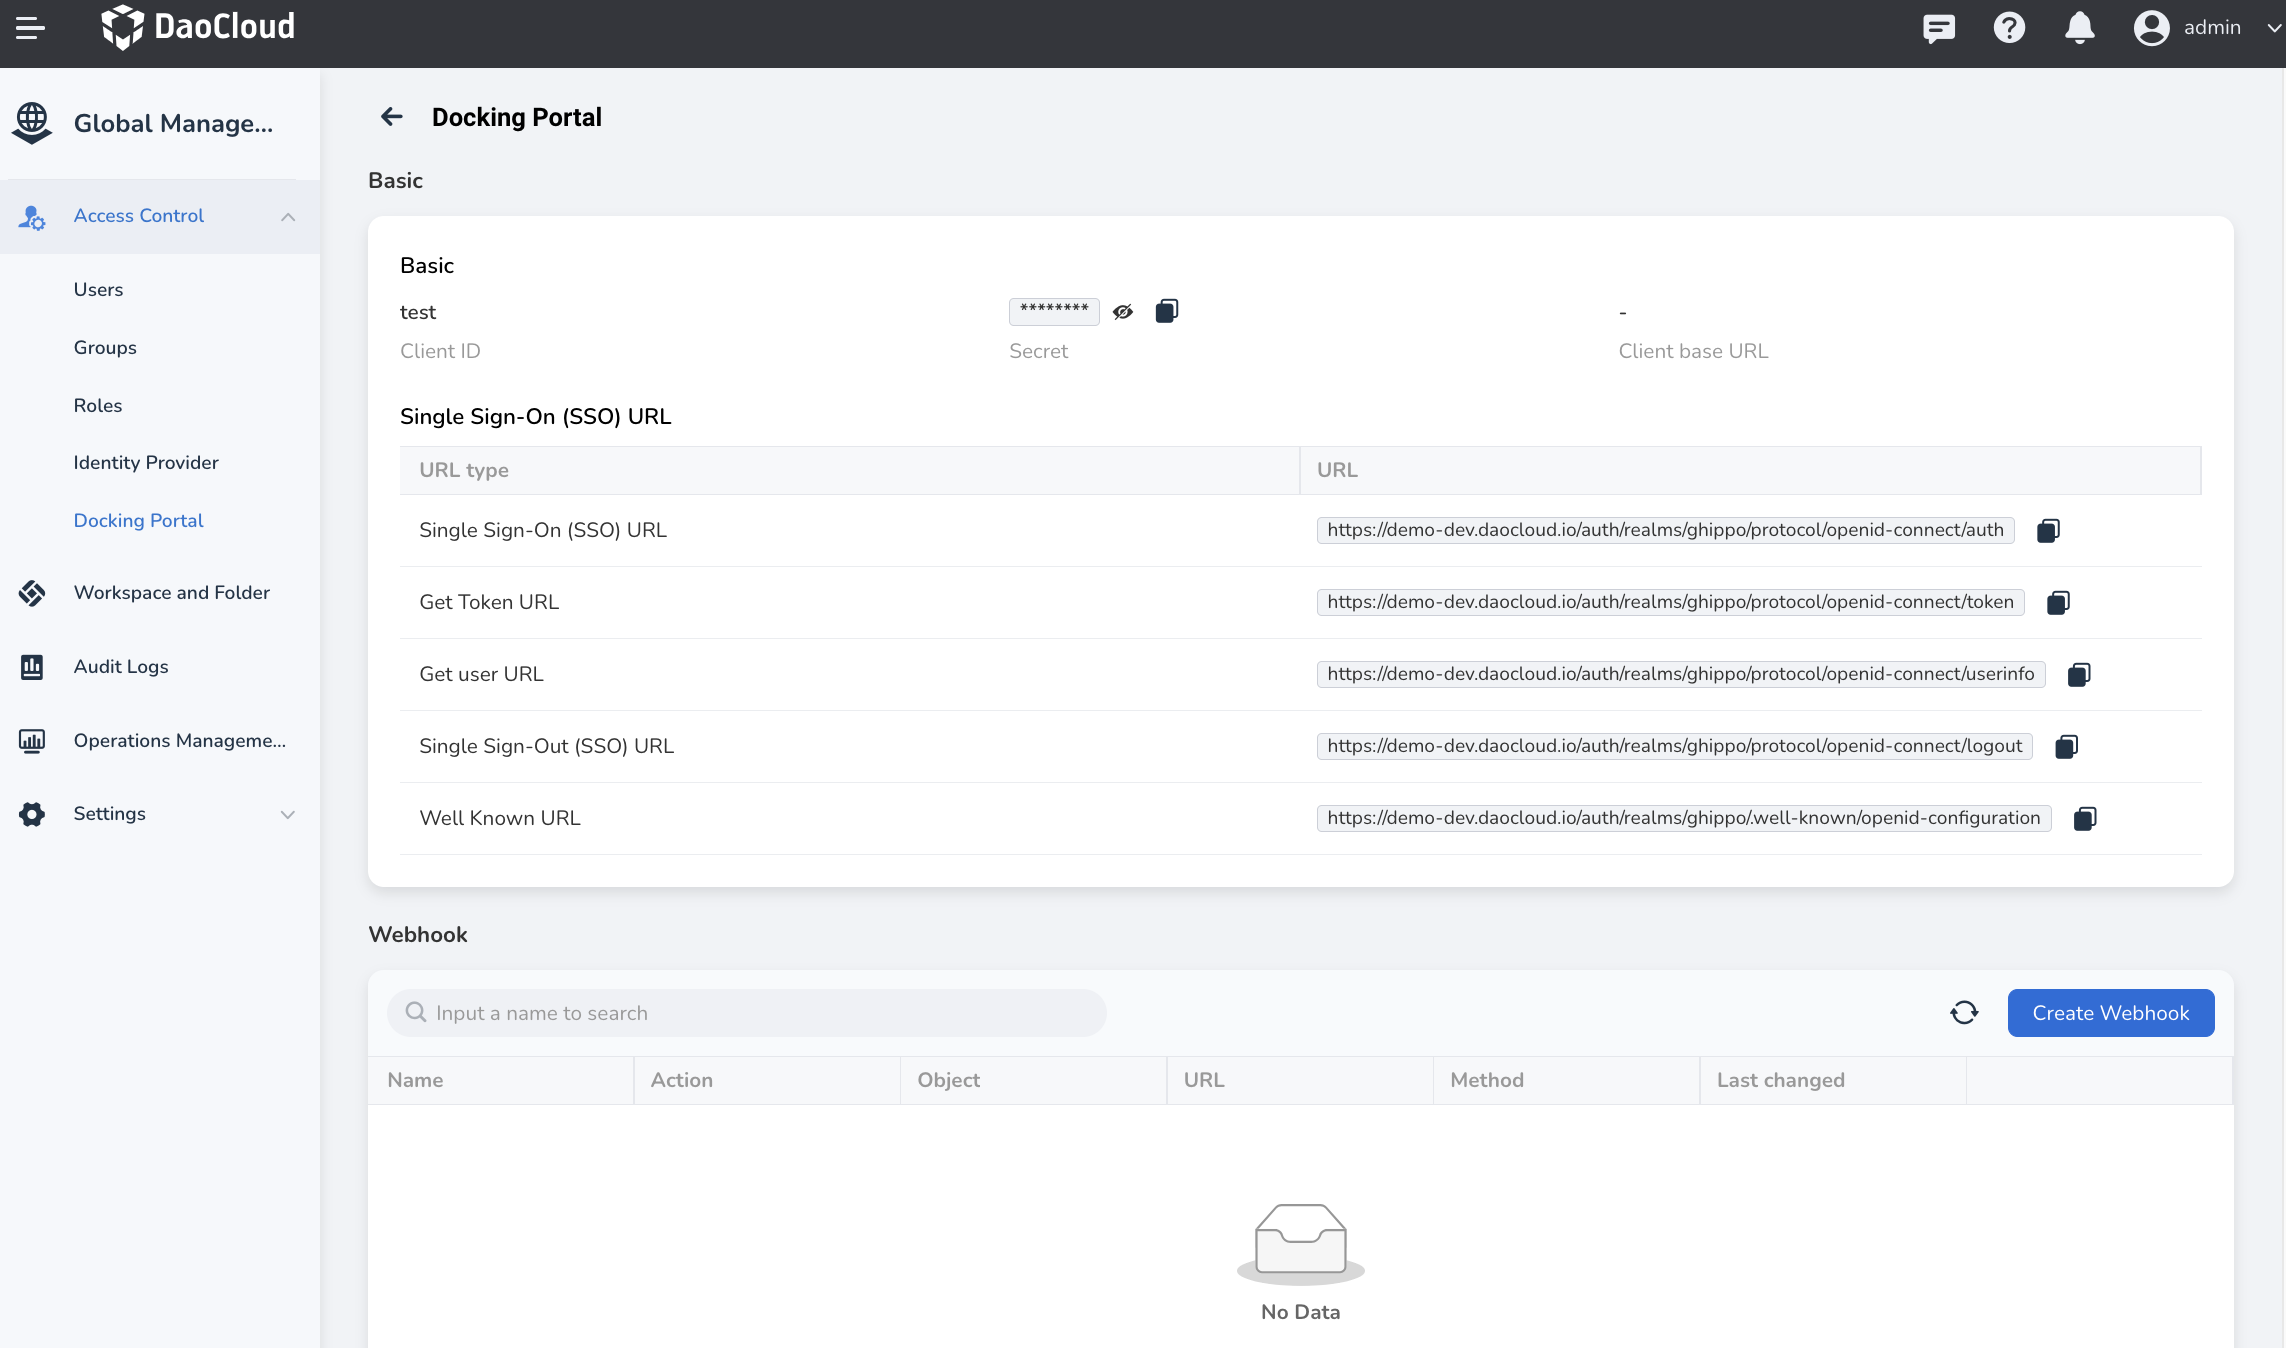 DaoCloud
admin
Global Manage...
Access Control
Users
Groups
Roles
Identity Provider
Docking Portal
Workspace and Folder
Audit Logs
Operations Manageme...
Settings
Docking Portal
Basic
Basic
test
Client ID
********
Secret
-
Client base URL
Single Sign-On (SSO) URL
URL type URL
Single Sign-On (SSO) URL https://demo-dev.daocloud.io/auth/realms/ghippo/protocol/openid-connect/auth
Get Token URL https://demo-dev.daocloud.io/auth/realms/ghippo/protocol/openid-connect/token
Get user URL https://demo-dev.daocloud.io/auth/realms/ghippo/protocol/openid-connect/userinfo
Single Sign-Out (SSO) URL https://demo-dev.daocloud.io/auth/realms/ghippo/protocol/openid-connect/logout
Well Known URL https://demo-dev.daocloud.io/auth/realms/ghippo/.well-known/openid-configuration
Webhook
Input a name to search
Create Webhook
Name Action Object URL Method Last changed
No Data